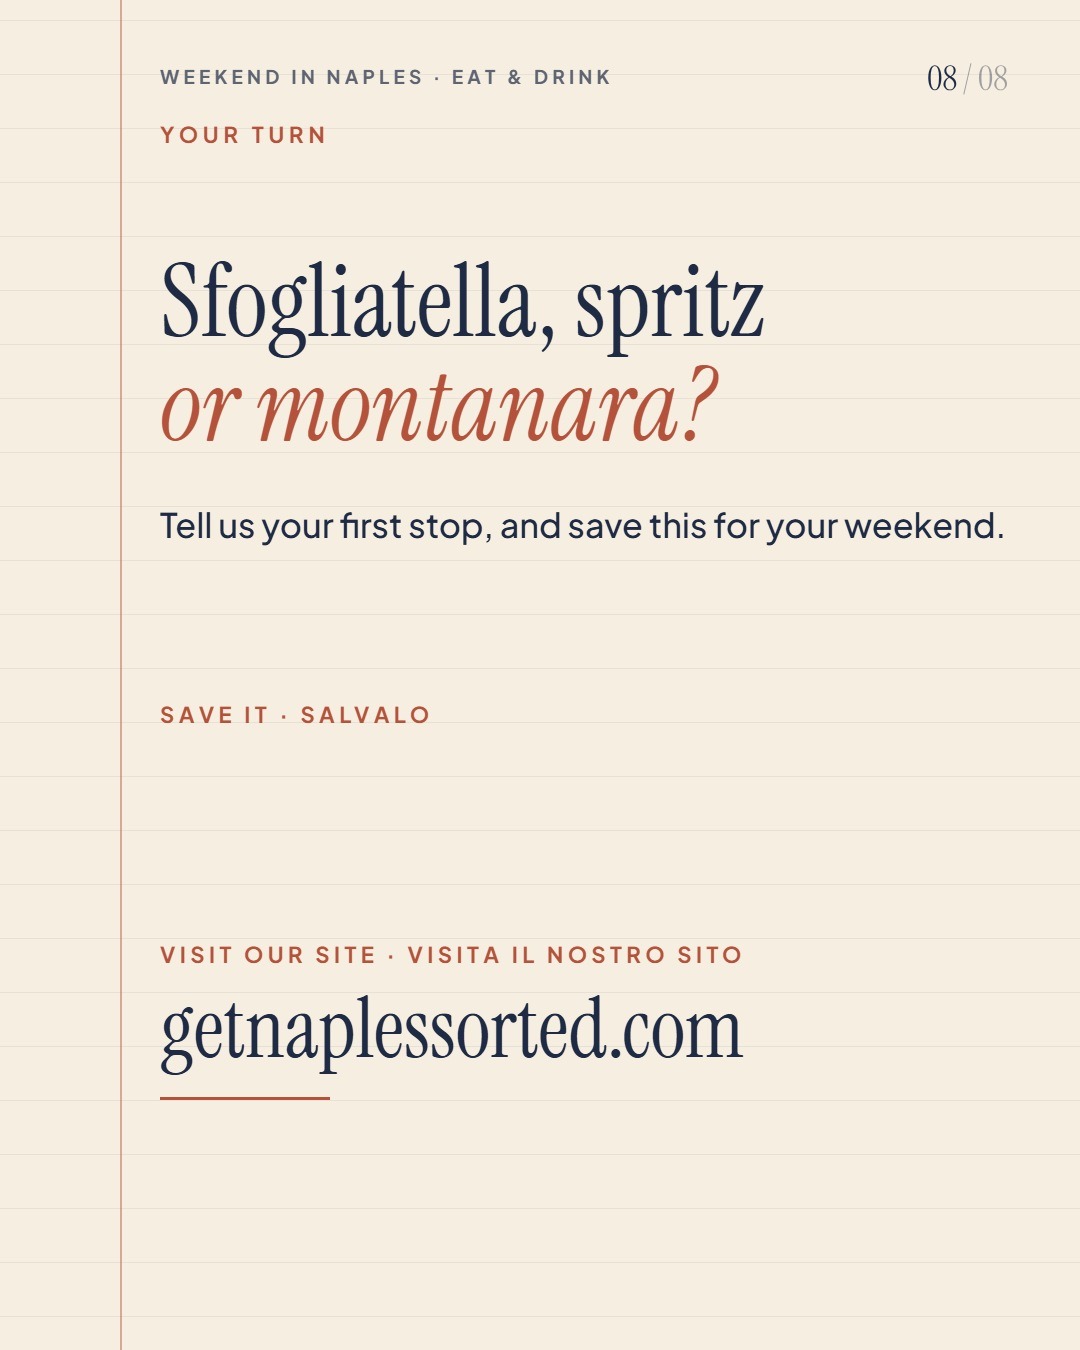 WEEKEND IN NAPLES · EAT & DRINK
08 / 08
YOUR TURN
Sfogliatella, spritz
or montanara?
Tell us your first stop, and save this for your weekend.
SAVE IT · SALVALO
VISIT OUR SITE · VISITA IL NOSTRO SITO
getnaplessorted.com